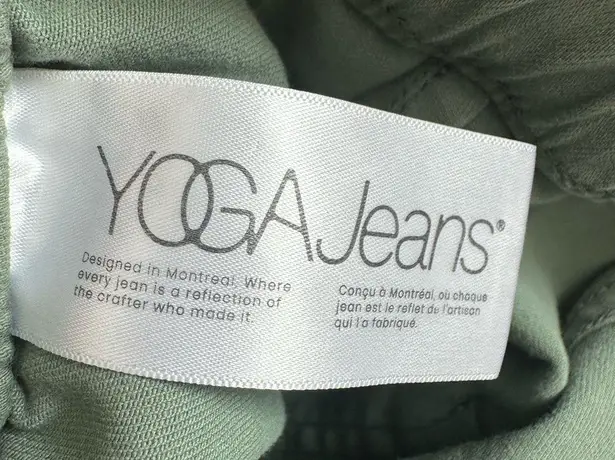 YOGA Jeans®
Designed in Montreal. Where
every jean is a reflection of
the crafter who made it.
Conçu à Montréal, où chaque
jean est le reflet de l'artisan
qui l'a fabriqué.